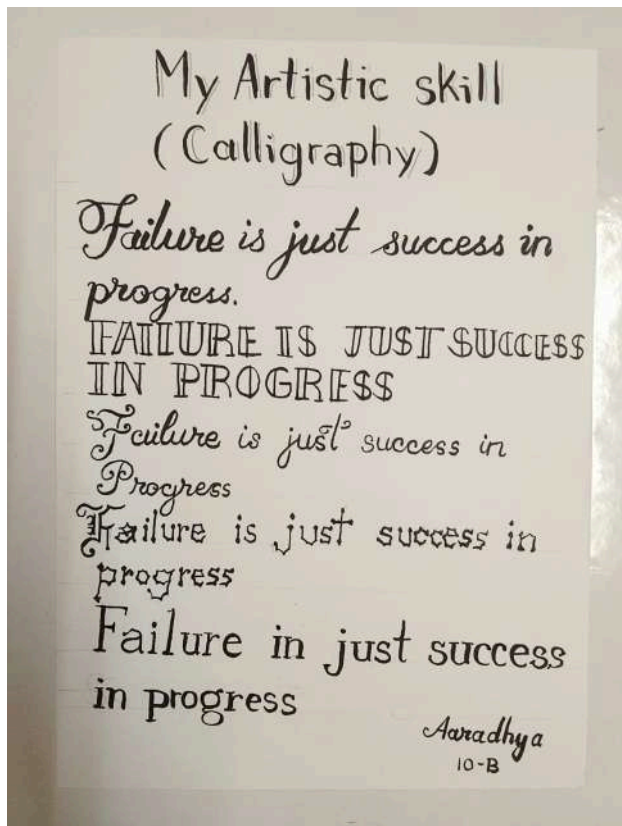 My Artistic skill
(Calligraphy)
Failure is just success in
progress.
FAILURE IS JUST SUCCESS
IN PROGRESS
Failure is just success in
Progress
Failure is just success in
progress
Failure in just success
in progress
Aaradhya
10-B